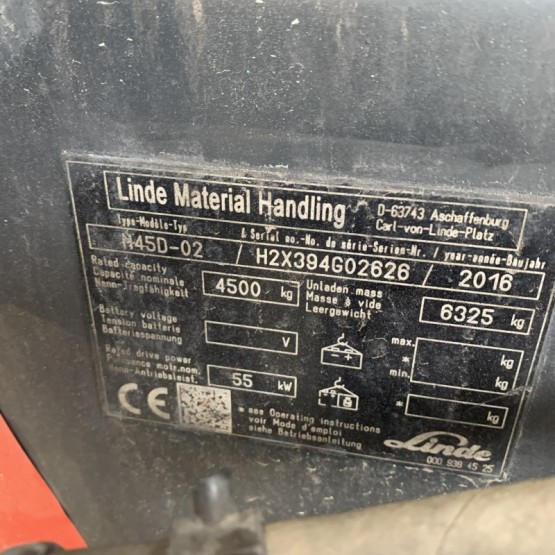 Linde Material Handling
D-63743 Aschaffenburg
Carl-von-Linde-Platz
Type-Modèle-Typ / Serial no.-No. de série-Serien-Nr. / year-année-Baujahr
H45D-02 / H2X394G02626 / 2016
Rated capacity
Capacité nominale
Nenn-Tragfähigkeit
4500 kg
Unladen mass
Masse à vide
Leergewicht
6325 kg
Battery voltage
Tension batterie
Batteriespannung
V
max.
* kg
min. kg
Rated drive power
Puissance motr.nom.
Nenn-Antriebsleist.
55 kW
* kg
CE
* see Operating instructions
voir Mode d'emploi
siehe Betriebsanleitung
Linde
000 938 45 25